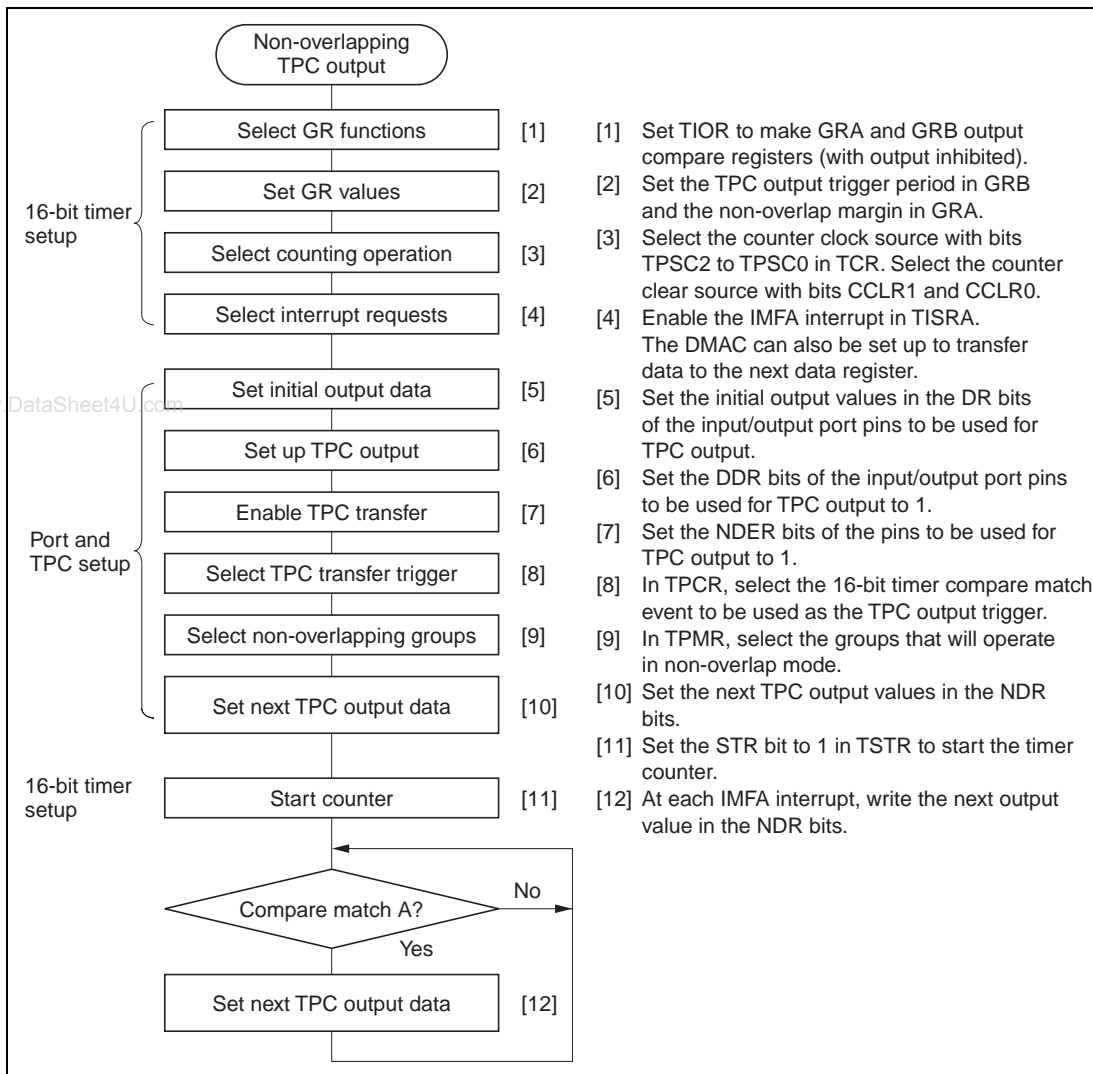 Non-overlapping
TPC output
16-bit timer
setup
Select GR functions [1]
Set GR values [2]
Select counting operation [3]
Select interrupt requests [4]
Port and
TPC setup
Set initial output data [5]
Set up TPC output [6]
Enable TPC transfer [7]
Select TPC transfer trigger [8]
Select non-overlapping groups [9]
Set next TPC output data [10]
16-bit timer
setup
Start counter [11]
Compare match A?
No
Yes
Set next TPC output data [12]
[1] Set TIOR to make GRA and GRB output
compare registers (with output inhibited).
[2] Set the TPC output trigger period in GRB
and the non-overlap margin in GRA.
[3] Select the counter clock source with bits
TPSC2 to TPSC0 in TCR. Select the counter
clear source with bits CCLR1 and CCLR0.
[4] Enable the IMFA interrupt in TISRA.
The DMAC can also be set up to transfer
data to the next data register.
[5] Set the initial output values in the DR bits
of the input/output port pins to be used for
TPC output.
[6] Set the DDR bits of the input/output port pins
to be used for TPC output to 1.
[7] Set the NDER bits of the pins to be used for
TPC output to 1.
[8] In TPCR, select the 16-bit timer compare match
event to be used as the TPC output trigger.
[9] In TPMR, select the groups that will operate
in non-overlap mode.
[10] Set the next TPC output values in the NDR
bits.
[11] Set the STR bit to 1 in TSTR to start the timer
counter.
[12] At each IMFA interrupt, write the next output
value in the NDR bits.
.DataSheet4U.com